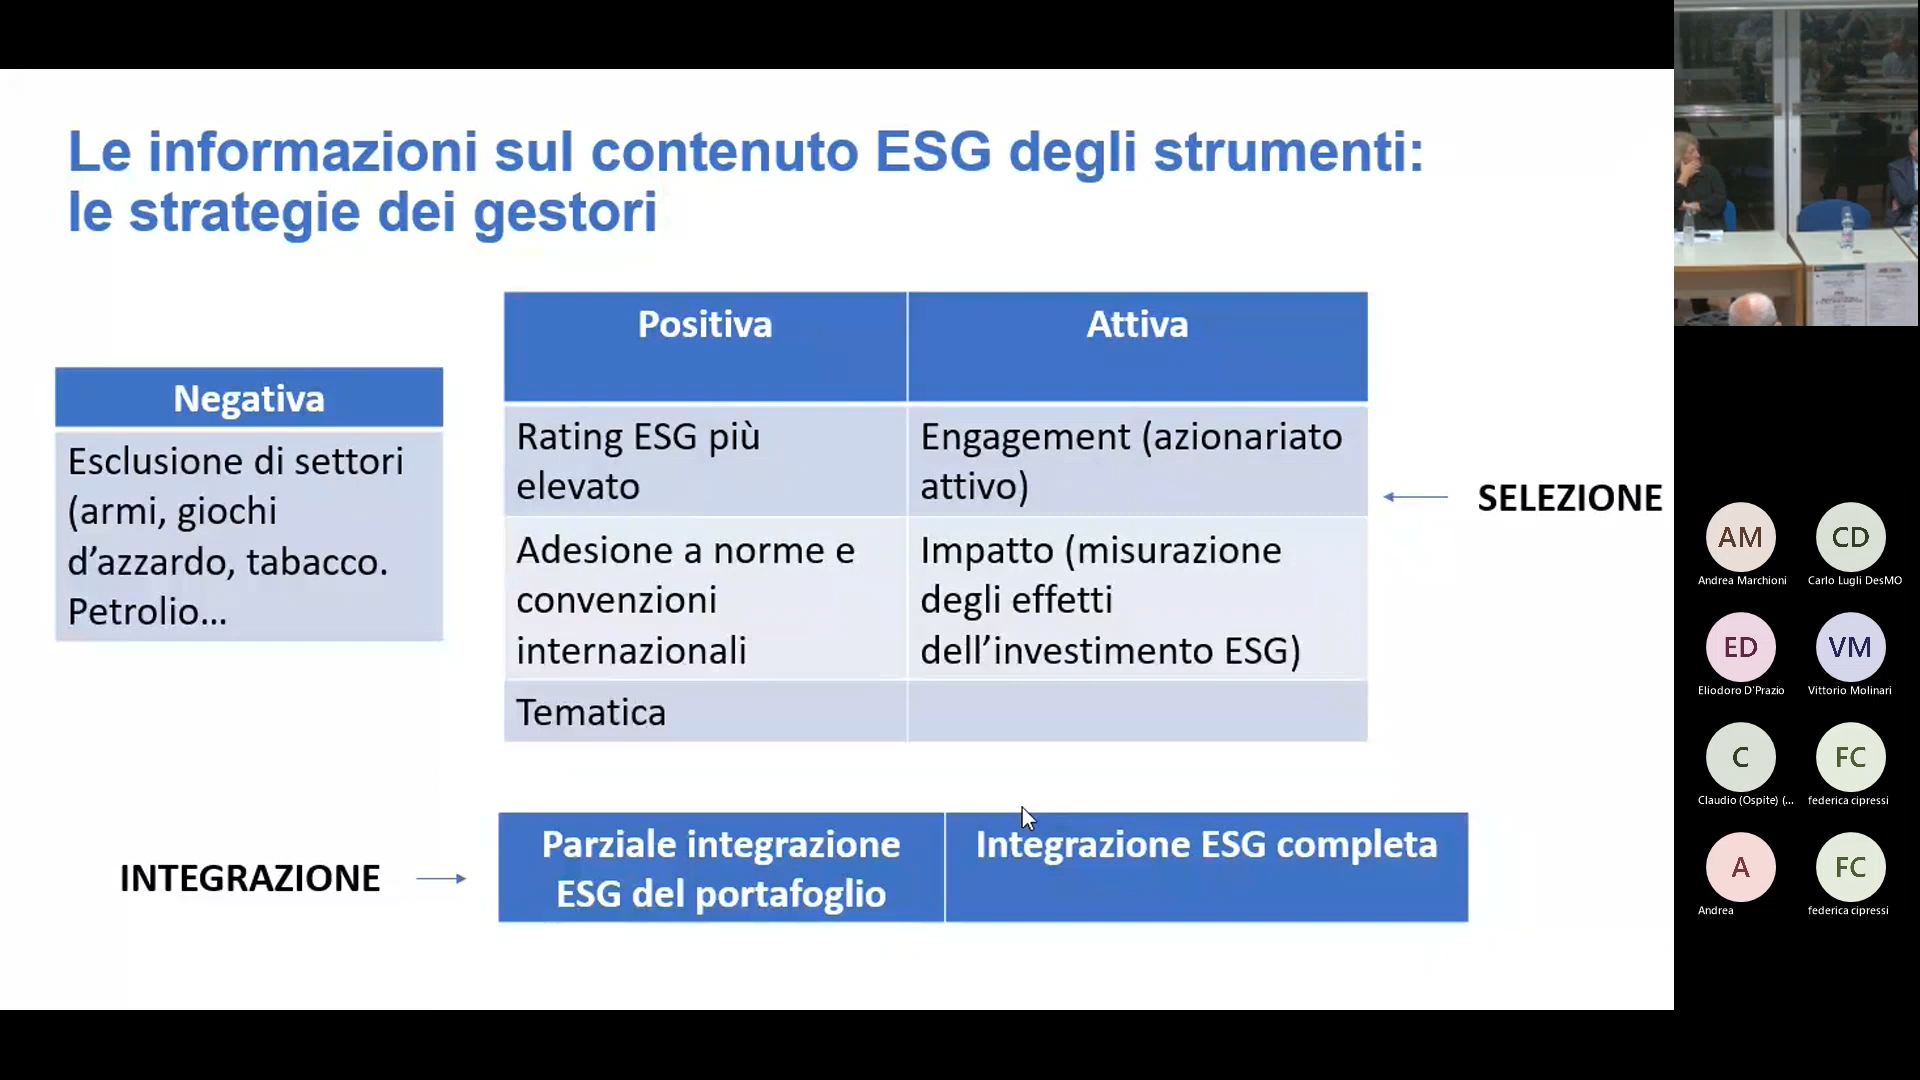 Le informazioni sul contenuto ESG degli strumenti:
le strategie dei gestori
Negativa
Esclusione di settori
(armi, giochi
d’azzardo, tabacco.
Petrolio...
Positiva
Attiva
Rating ESG più
elevato
Engagement (azionariato
attivo)
Adesione a norme e
convenzioni
internazionali
Impatto (misurazione
degli effetti
dell’investimento ESG)
Tematica
SELEZIONE
INTEGRAZIONE
Parziale integrazione
ESG del portafoglio
Integrazione ESG completa
AM
Andrea Marchioni
CD
Carlo Lugli DesMO
ED
Eliodoro D'Prazio
VM
Vittorio Molinari
C
Claudio (Ospite) (...
FC
federica cipressi
A
Andrea
FC
federica cipressi